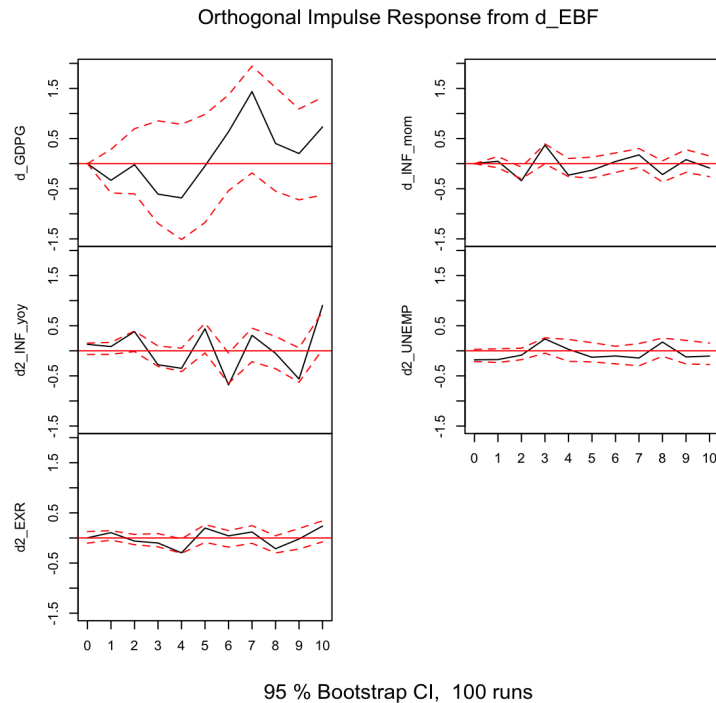 Orthogonal Impulse Response from d_EBF
d_GDPG
1.5
0.5
-0.5
-1.5
d2_INF_yoy
1.5
0.5
-0.5
-1.5
d2_EXR
1.5
0.5
-0.5
-1.5
0 1 2 3 4 5 6 7 8 9 10
d_INF_mom
1.5
0.5
-0.5
-1.5
d2_UNEMP
1.5
0.5
-0.5
-1.5
0 1 2 3 4 5 6 7 8 9 10
95 % Bootstrap CI,  100 runs